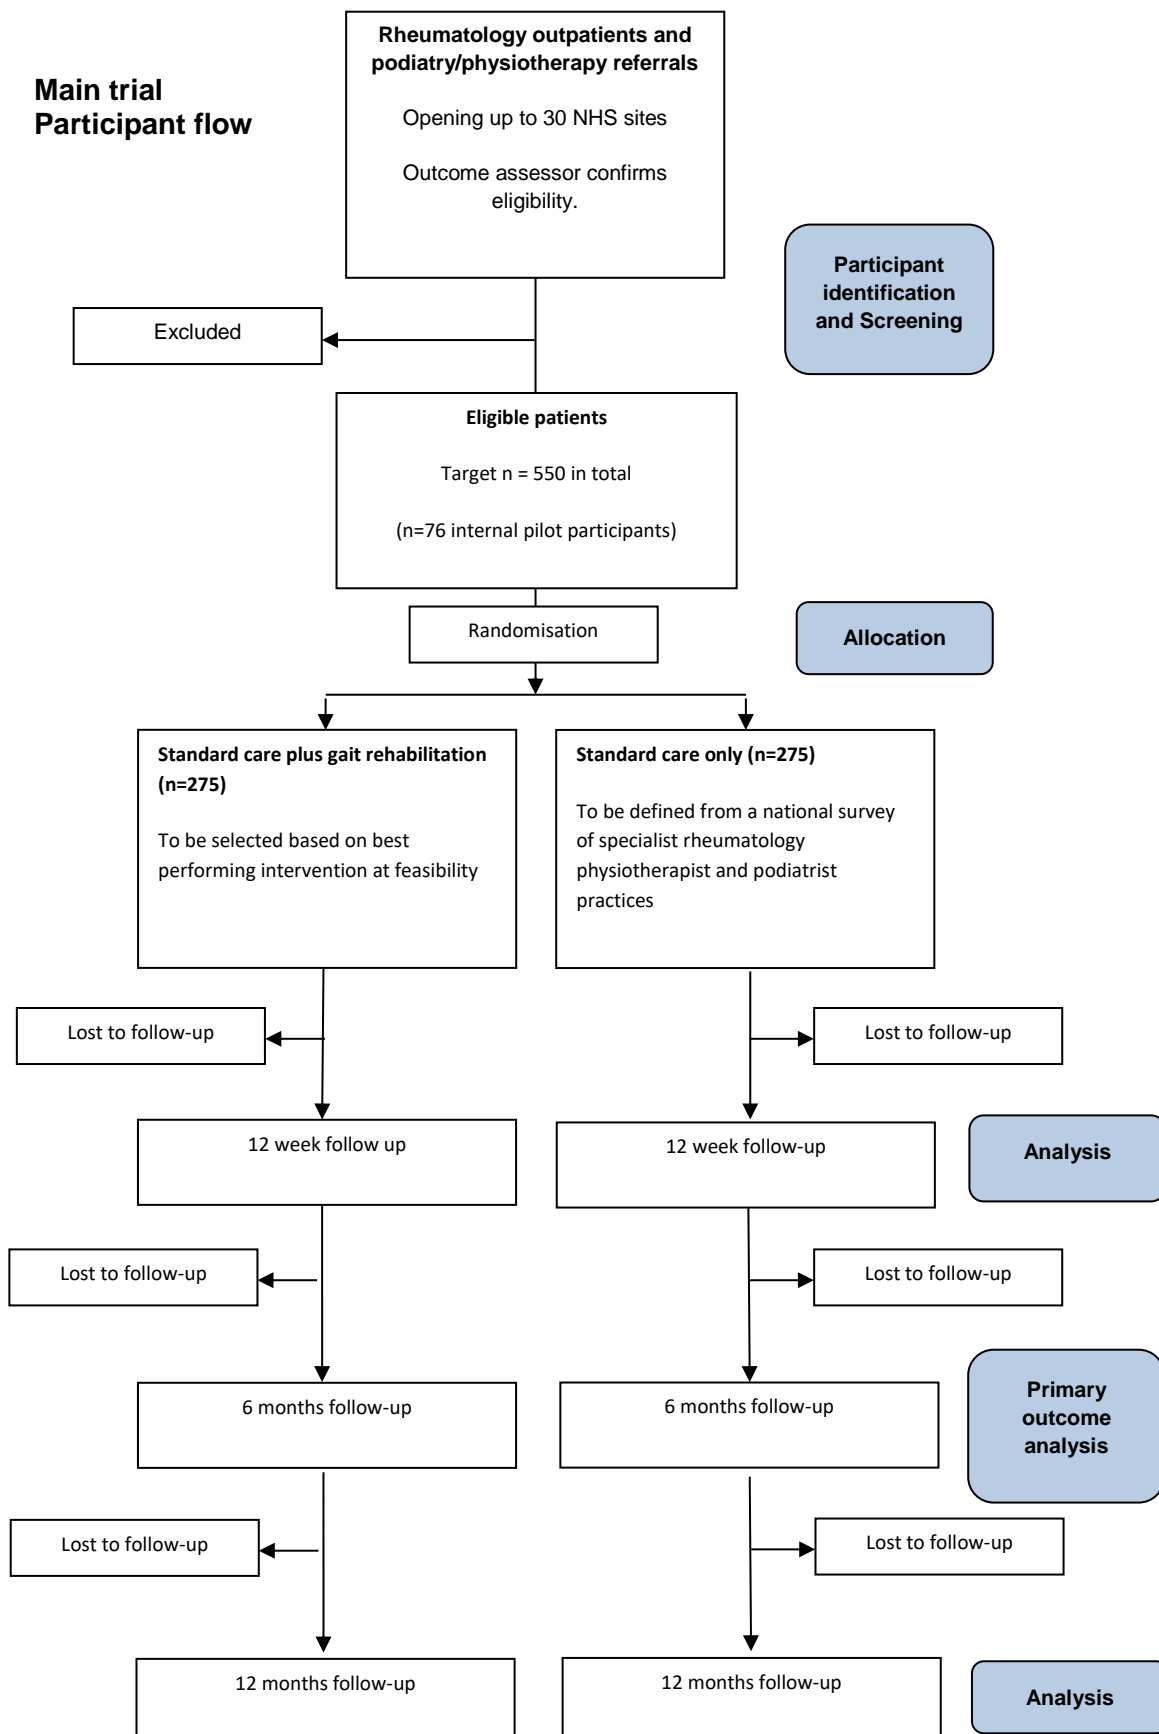 Main trial
Participant flow
Rheumatology outpatients and
podiatry/physiotherapy referrals
Opening up to 30 NHS sites
Outcome assessor confirms
eligibility.
Participant
identification
and Screening
Excluded
Eligible patients
Target n = 550 in total
(n=76 internal pilot participants)
Randomisation
Allocation
Standard care plus gait rehabilitation
(n=275)
To be selected based on best
performing intervention at feasibility
Standard care only (n=275)
To be defined from a national survey
of specialist rheumatology
physiotherapist and podiatrist
practices
Lost to follow-up
Lost to follow-up
12 week follow up
12 week follow-up
Analysis
Lost to follow-up
Lost to follow-up
6 months follow-up
6 months follow-up
Primary
outcome
analysis
Lost to follow-up
Lost to follow-up
12 months follow-up
12 months follow-up
Analysis